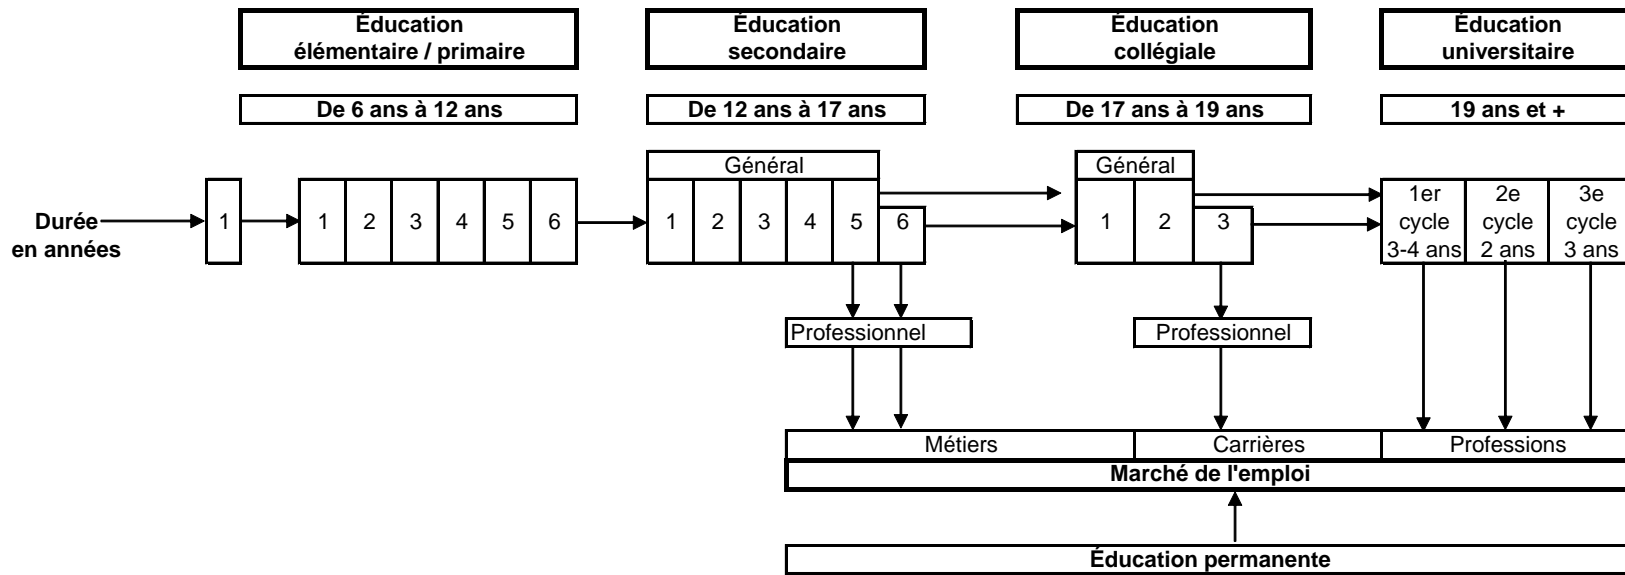 Éducation
élémentaire / primaire
Éducation
secondaire
Éducation
collégiale
Éducation
universitaire
De 6 ans à 12 ans
De 12 ans à 17 ans
De 17 ans à 19 ans
19 ans et +
Général
Général
Durée
en années
1
1 2 3 4 5 6
1 2 3 4 5 6
1 2 3
1er
cycle
3-4 ans
2e
cycle
2 ans
3e
cycle
3 ans
Professionnel
Professionnel
Métiers
Carrières
Professions
Marché de l'emploi
Éducation permanente